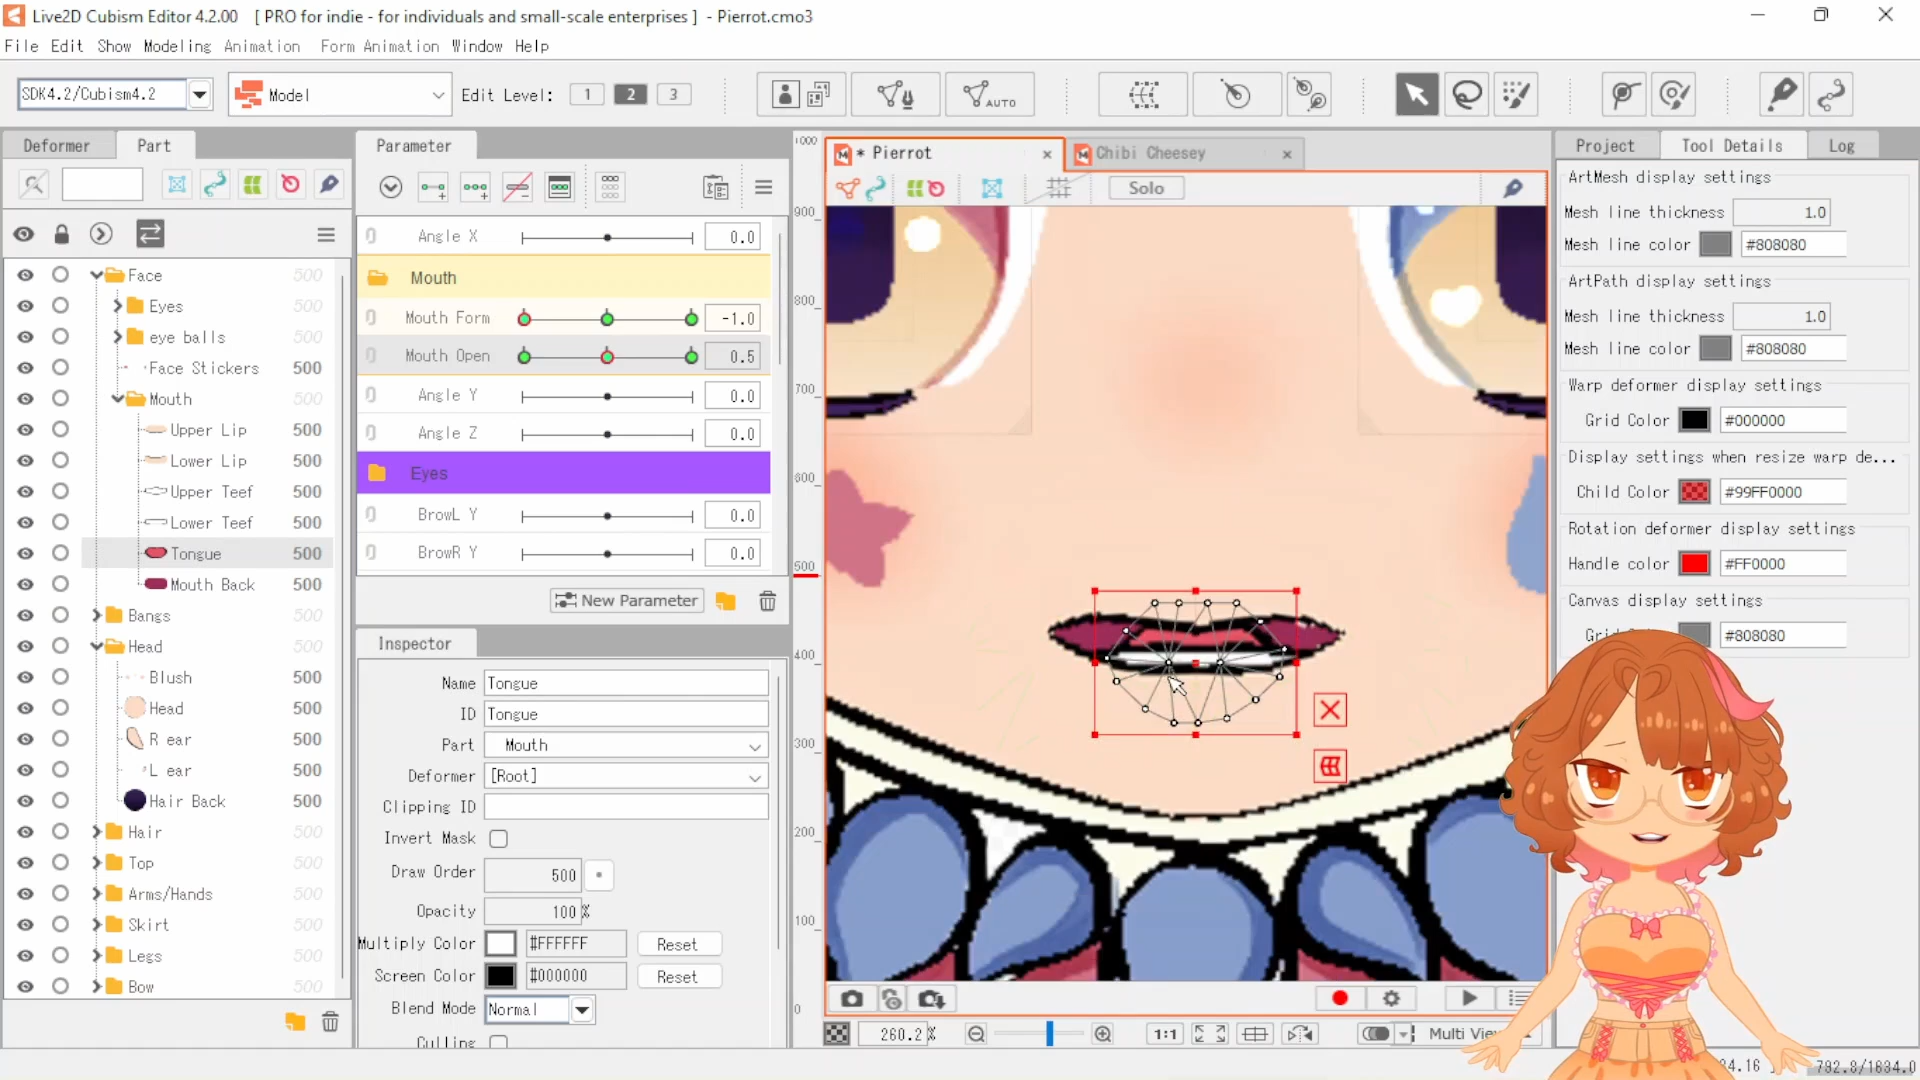 Live2D Cubism Editor 4.2.00 [ PRO for indie - for individuals and small-scale enterprises ] - Pierrot.cmo3
File Edit Show Modeling Animation Form Animation Window Help
SDK4.2/Cubism4.2
Model
Edit Level: 1 2 3
AUTO
Deformer
Part
Face 500
Eyes 500
eye balls 500
Face Stickers 500
Mouth 500
Upper Lip 500
Lower Lip 500
Upper Teef 500
Lower Teef 500
Tongue 500
Mouth Back 500
Bangs 500
Head 500
Blush 500
Head 500
R ear 500
L ear 500
Hair Back 500
Hair 500
Top 500
Arms/Hands 500
Skirt 500
Legs 500
Bow 500
Parameter
Angle X 0.0
Mouth
Mouth Form -1.0
Mouth Open 0.5
Angle Y 0.0
Angle Z 0.0
Eyes
BrowL Y 0.0
BrowR Y 0.0
New Parameter
Inspector
Name Tongue
ID Tongue
Part Mouth
Deformer [Root]
Clipping ID
Invert Mask
Draw Order 500
Opacity 100 %
Multiply Color #FFFFFF Reset
Screen Color #000000 Reset
Blend Mode Normal
Culling
* Pierrot
Chibi Cheesey
Solo
1000
900
800
700
600
500
400
300
200
100
0
260.2 %
1:1
Project
Tool Details
Log
ArtMesh display settings
Mesh line thickness 1.0
Mesh line color #808080
ArtPath display settings
Mesh line thickness 1.0
Mesh line color #808080
Warp deformer display settings
Grid Color #000000
Display settings when resize warp de...
Child Color #99FF0000
Rotation deformer display settings
Handle color #FF0000
Canvas display settings
#808080
792.8/1634.0